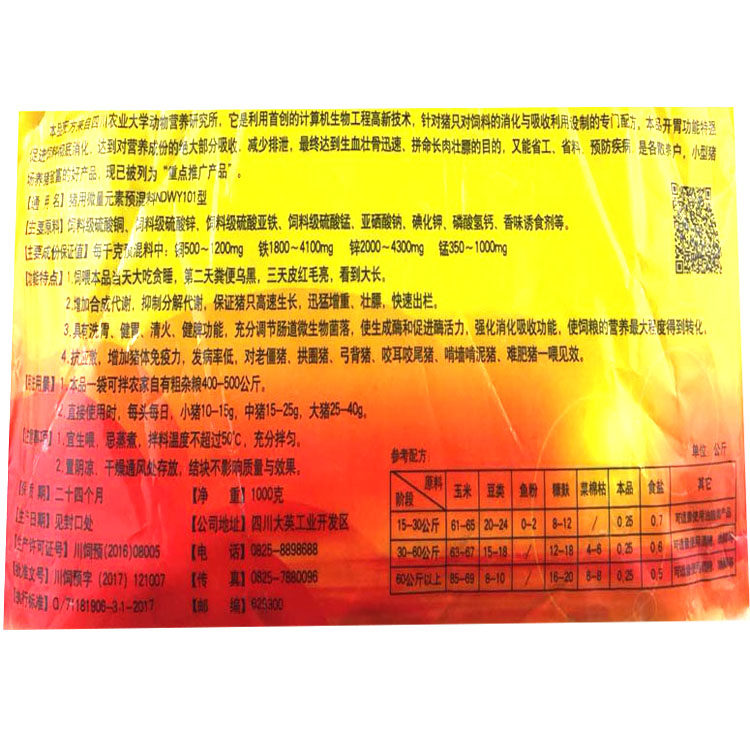 本品配方来自四川农业大学动物营养研究所，它是利用首创的计算机生物工程高新技术，针对猪只对饲料的消化与吸收利用设制的专门配方。本品开胃功能特强
促进饲料彻底消化、达到对营养成份的绝大部分吸收、减少排泄，最终达到生血壮骨迅速、拼命长肉壮膘的目的，又能省工、省料、预防疾病，是各散养户、小型猪
场养猪致富的好产品，现已被列为“重点推广产品”。
【通用名】猪用微量元素预混料NDWY101型
【主要原料】饲料级硫酸铜、饲料级硫酸锌、饲料级硫酸亚铁、饲料级硫酸锰、亚硒酸钠、碘化钾、磷酸氢钙、香味诱食剂等。
【主要成份保证值】每千克预混料中：铜500～1200mg 铁1800～4100mg 锌2000～4300mg 锰350～1000mg
【功能特点】1.饲喂本品当天大吃食睡，第二天粪便乌黑，三天皮红毛亮，看到大长。
2.增加合成代谢，抑制分解代谢，保证猪只高速生长、迅猛增重、壮膘，快速出栏。
3.具有洗胃、健胃、清火、健脾功能，充分调节肠道微生物菌落，使生成酶和促进酶活力，强化消化吸收功能，使饲粮的营养最大程度得到转化。
4.抗应激，增加猪体免疫力，发病率低，对老僵猪、拱圈猪、弓背猪、咬耳咬尾猪、啃墙啃泥猪、难肥猪一喂见效。
1.本品一袋可拌农家自有粗杂粮400-500公斤。
2.直接使用时，每头每日，小猪10-15g，中猪15-25g，大猪25-40g。
【注意事项】1.宜生喂，忌蒸煮，拌料温度不超过50℃，充分拌匀。
2.置阴凉、干燥通风处存放，结块不影响质量与效果。
【保质期】二十四个月 【净 重】1000克
【生产日期】见封口处 【公司地址】四川大英工业开发区
【生产许可证号】川饲预(2016)08005 【电 话】0825-8898688
【批准文号】川饲预字（2017）121007 【传 真】0825-7880096
【执行标准】Q/71181906-3.1-2017 【邮 编】629300
参考配方： 单位：公斤
原料 阶段 玉米 豆类 鱼粉 糠麸 菜棉枯 本品 食盐 其它
15-30公斤 61-65 20-24 0-2 8-12 / 0.25 0.7 可适量使用油脂类产品
30-60公斤 63-67 15-18 / 12-18 4-6 0.25 0.6
60公斤以上 65-69 8-10 / 16-20 6-8 0.25 0.5